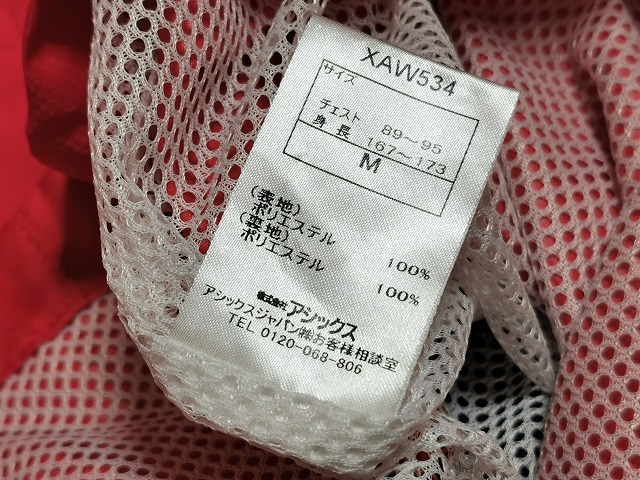 XAW534
サイズ
チェスト 89〜95
身長 167〜173
M
(表地)
ポリエステル 100%
(裏地)
ポリエステル 100%
株式会社アシックス
アシックスジャパン㈱お客様相談室
TEL 0120-068-806